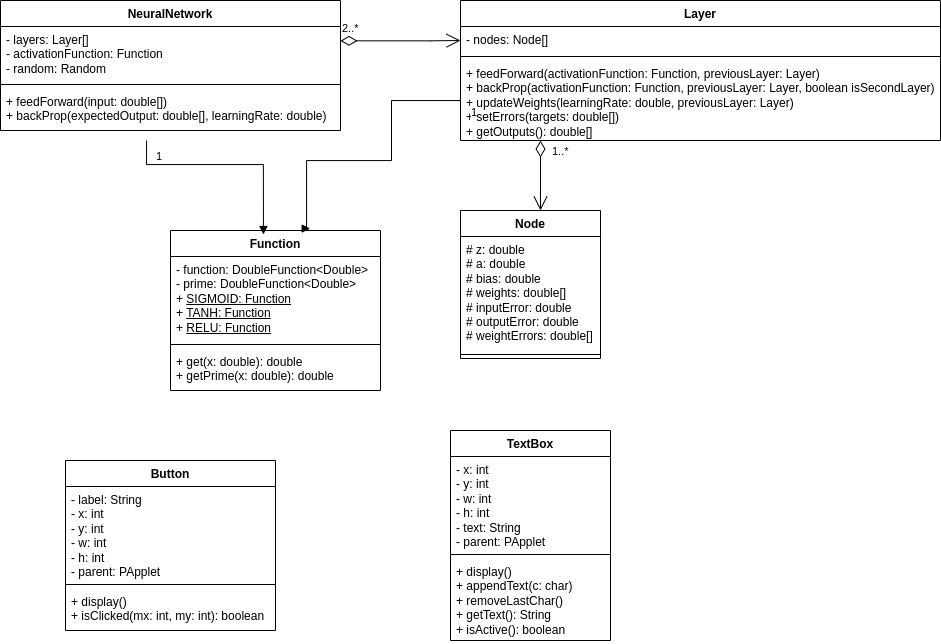 NeuralNetwork
- layers: Layer[]
- activationFunction: Function
- random: Random
+ feedForward(input: double[])
+ backProp(expectedOutput: double[], learningRate: double)
2..*
Layer
- nodes: Node[]
+ feedForward(activationFunction: Function, previousLayer: Layer)
+ backProp(activationFunction: Function, previousLayer: Layer, boolean isSecondLayer)
+ updateWeights(learningRate: double, previousLayer: Layer)
+ setErrors(targets: double[])
+ getOutputs(): double[]
1
1
1..*
Function
- function: DoubleFunction<Double>
- prime: DoubleFunction<Double>
+ SIGMOID: Function
+ TANH: Function
+ RELU: Function
+ get(x: double): double
+ getPrime(x: double): double
Node
# z: double
# a: double
# bias: double
# weights: double[]
# inputError: double
# outputError: double
# weightErrors: double[]
Button
- label: String
- x: int
- y: int
- w: int
- h: int
- parent: PApplet
+ display()
+ isClicked(mx: int, my: int): boolean
TextBox
- x: int
- y: int
- w: int
- h: int
- text: String
- parent: PApplet
+ display()
+ appendText(c: char)
+ removeLastChar()
+ getText(): String
+ isActive(): boolean